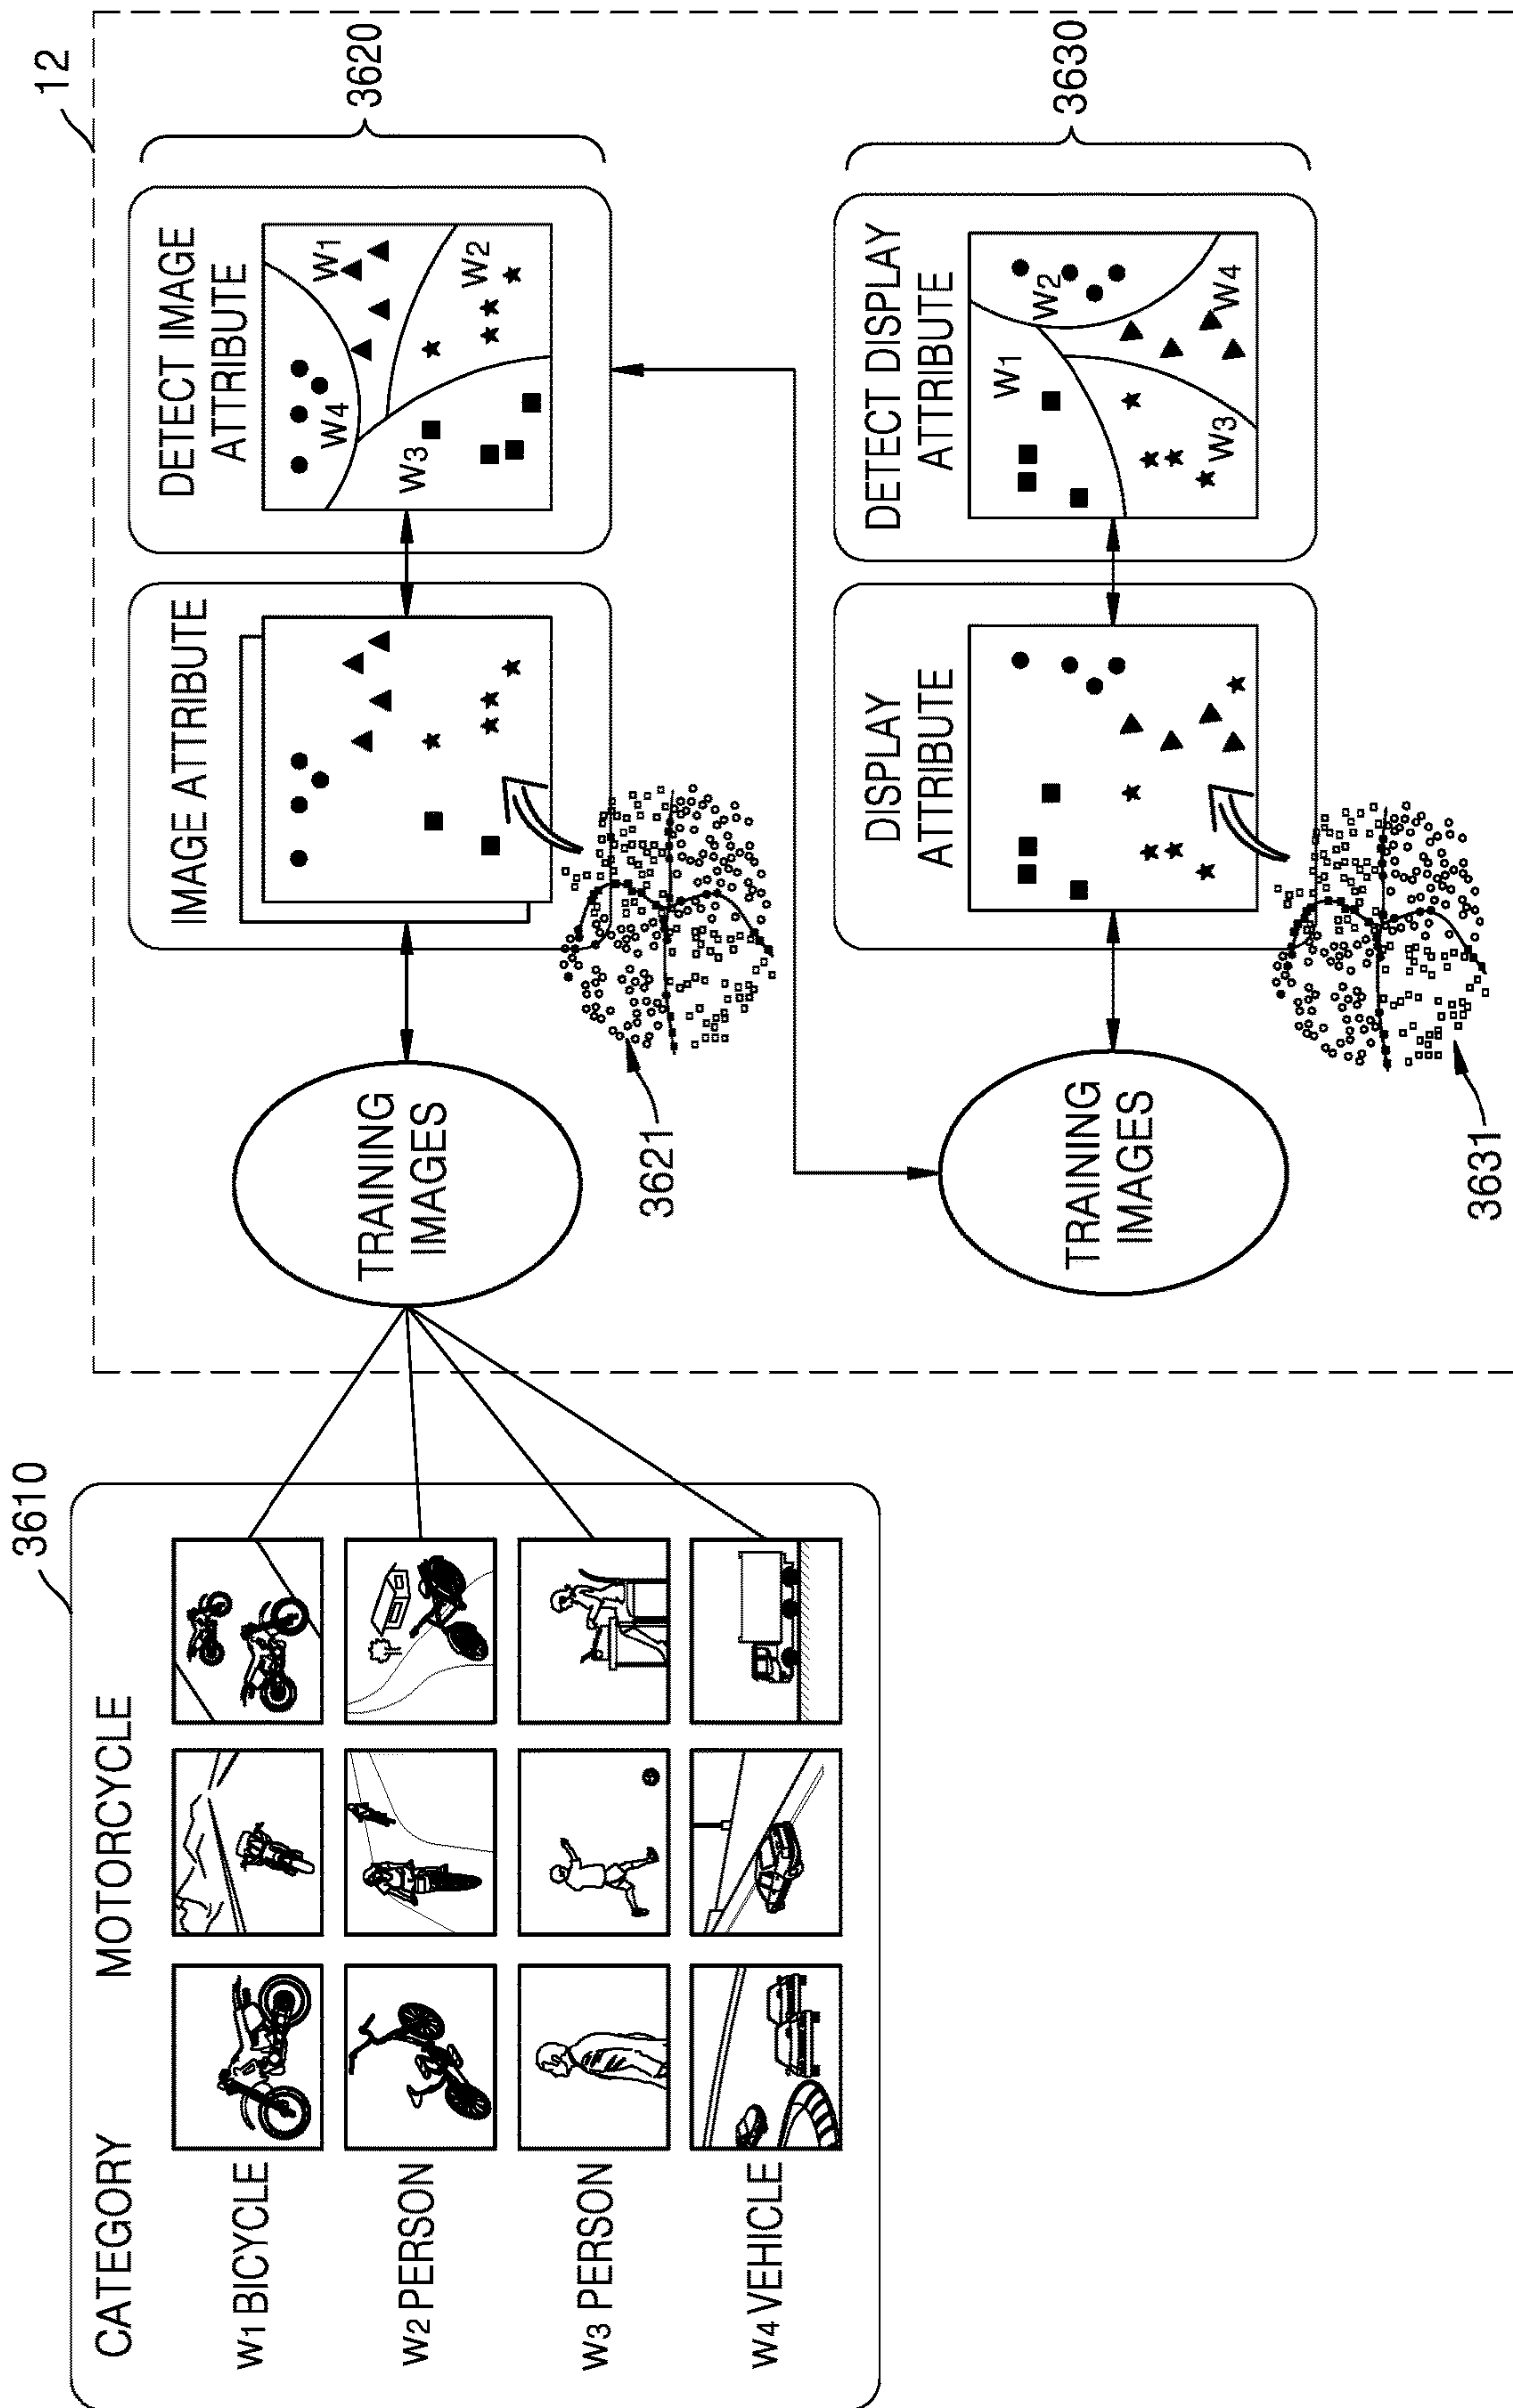 3610
CATEGORY
MOTORCYCLE
W1 BICYCLE
W2 PERSON
W3 PERSON
W4 VEHICLE
12
TRAINING
IMAGES
IMAGE ATTRIBUTE
DETECT IMAGE
ATTRIBUTE
W4
W1
W3
W2
3620
3621
TRAINING
IMAGES
DISPLAY
ATTRIBUTE
DETECT DISPLAY
ATTRIBUTE
W1
W2
W3
W4
3630
3631